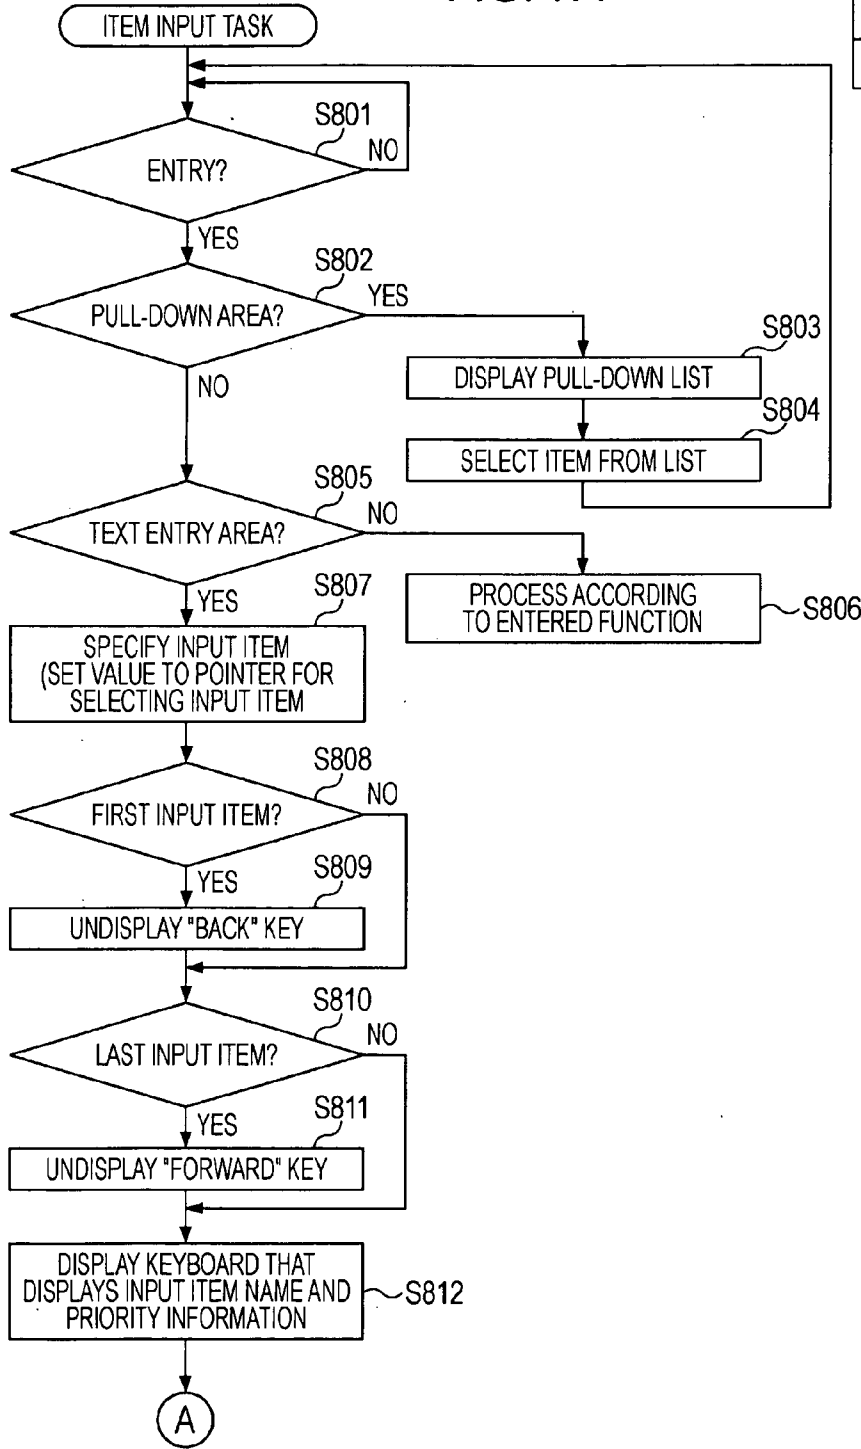 ITEM INPUT TASK
S801
ENTRY?
NO
YES
S802
PULL-DOWN AREA?
YES
NO
S803
DISPLAY PULL-DOWN LIST
S804
SELECT ITEM FROM LIST
S805
TEXT ENTRY AREA?
NO
YES
PROCESS ACCORDING
TO ENTERED FUNCTION
S806
S807
SPECIFY INPUT ITEM
(SET VALUE TO POINTER FOR
SELECTING INPUT ITEM
S808
FIRST INPUT ITEM?
NO
YES
S809
UNDISPLAY "BACK" KEY
S810
LAST INPUT ITEM?
NO
YES
S811
UNDISPLAY "FORWARD" KEY
DISPLAY KEYBOARD THAT
DISPLAYS INPUT ITEM NAME AND
PRIORITY INFORMATION
S812
A